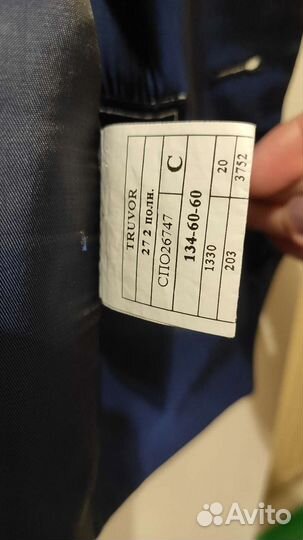 TRUVOR
27 2 полн.
СПО26747 С
134-60-60
1330 20
203 3752
Avito